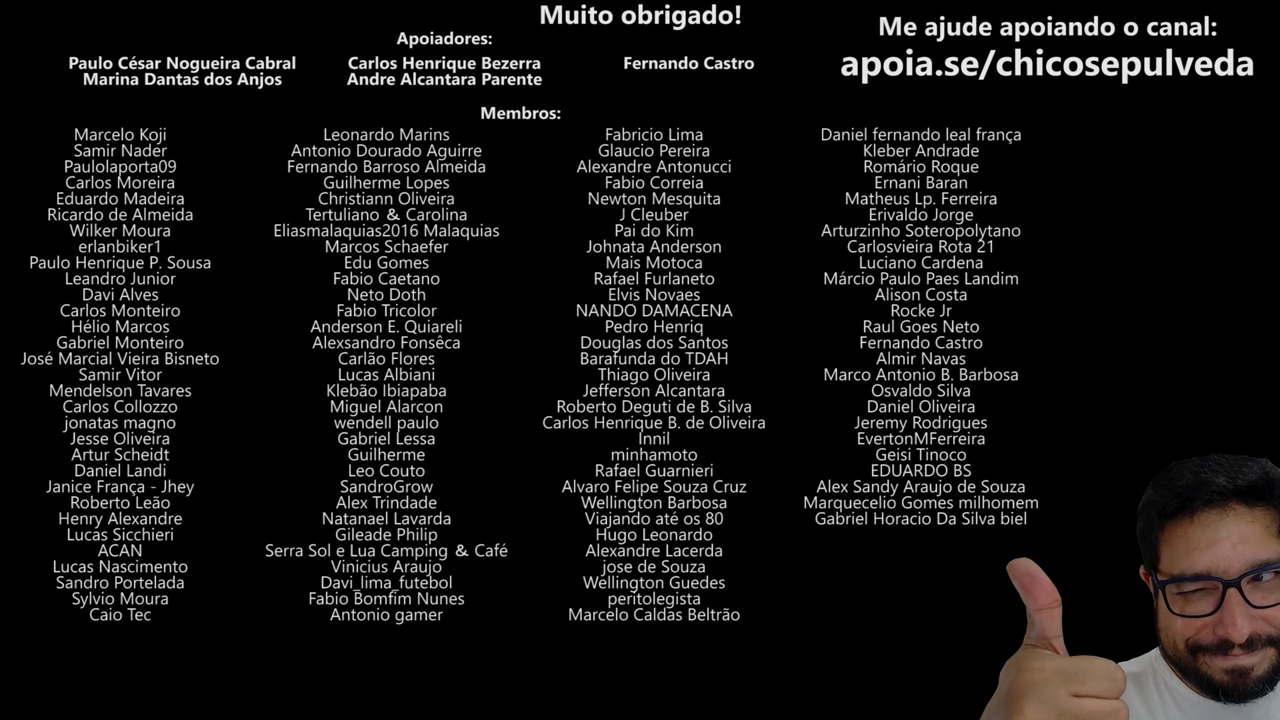 Muito obrigado!
Me ajude apoiando o canal:
apoia.se/chicosepulveda
Apoiadores:
Paulo César Nogueira Cabral
Marina Dantas dos Anjos
Carlos Henrique Bezerra
Andre Alcantara Parente
Fernando Castro
Membros:
Marcelo Koji
Samir Nader
Paulolaporta09
Carlos Moreira
Eduardo Madeira
Ricardo de Almeida
Wilker Moura
erlanbiker1
Paulo Henrique P. Sousa
Leandro Junior
Davi Alves
Carlos Monteiro
Hélio Marcos
Gabriel Monteiro
José Marcial Vieira Bisneto
Samir Vitor
Mendelson Tavares
Carlos Collozzo
jonatas magno
Jesse Oliveira
Artur Scheidt
Daniel Landi
Janice França - Jhey
Roberto Leão
Henry Alexandre
Lucas Sicchieri
ACAN
Lucas Nascimento
Sandro Portelada
Sylvio Moura
Caio Tec
Leonardo Marins
Antonio Dourado Aguirre
Fernando Barroso Almeida
Guilherme Lopes
Christiann Oliveira
Tertuliano & Carolina
Eliasmalaquias2016 Malaquias
Marcos Schaefer
Edu Gomes
Fabio Caetano
Neto Doth
Fabio Tricolor
Anderson E. Quiareli
Alexsandro Fonsêca
Carlão Flores
Lucas Albiani
Klebão Ibiapaba
Miguel Alarcon
wendell paulo
Gabriel Lessa
Guilherme
Leo Couto
SandroGrow
Alex Trindade
Natanael Lavarda
Gileade Philip
Serra Sol e Lua Camping & Café
Vinicius Araujo
Davi_lima_futebol
Fabio Bomfim Nunes
Antonio gamer
Fabricio Lima
Glaucio Pereira
Alexandre Antonucci
Fabio Correia
Newton Mesquita
J Cleuber
Pai do Kim
Johnata Anderson
Mais Motoca
Rafael Furlaneto
Elvis Novaes
NANDO DAMACENA
Pedro Henriq
Douglas dos Santos
Barafunda do TDAH
Thiago Oliveira
Jefferson Alcantara
Roberto Deguti de B. Silva
Carlos Henrique B. de Oliveira
Innil
minhamoto
Rafael Guarnieri
Alvaro Felipe Souza Cruz
Wellington Barbosa
Viajando até os 80
Hugo Leonardo
Alexandre Lacerda
jose de Souza
Wellington Guedes
peritolegista
Marcelo Caldas Beltrão
Daniel fernando leal frança
Kleber Andrade
Romário Roque
Ernani Baran
Matheus Lp. Ferreira
Erivaldo Jorge
Arturzinho Soteropolytano
Carlosvieira Rota 21
Luciano Cardena
Márcio Paulo Paes Landim
Alison Costa
Rocke Jr
Raul Goes Neto
Fernando Castro
Almir Navas
Marco Antonio B. Barbosa
Osvaldo Silva
Daniel Oliveira
Jeremy Rodrigues
EvertonMFerreira
Geisi Tinoco
EDUARDO BS
Alex Sandy Araujo de Souza
Marquecelio Gomes milhomem
Gabriel Horacio Da Silva biel